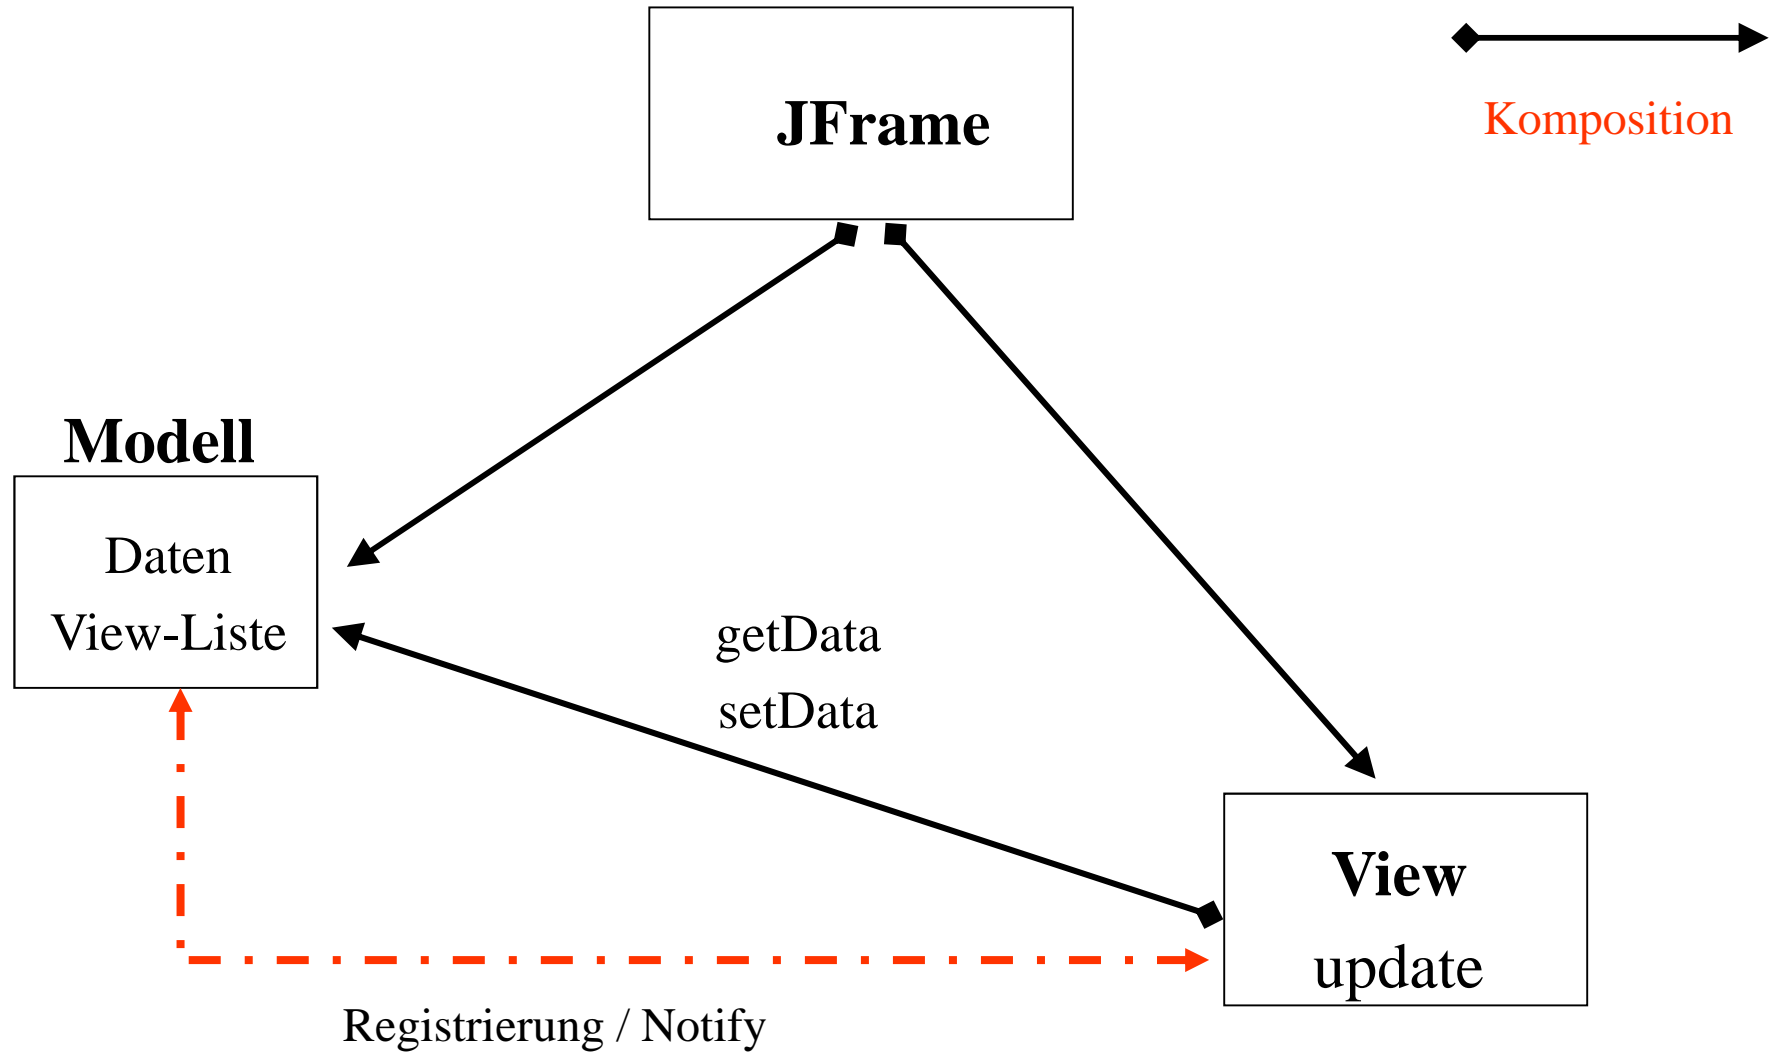 JFrame
Komposition
Modell
Daten
View-Liste
getData
setData
View
update
Registrierung / Notify